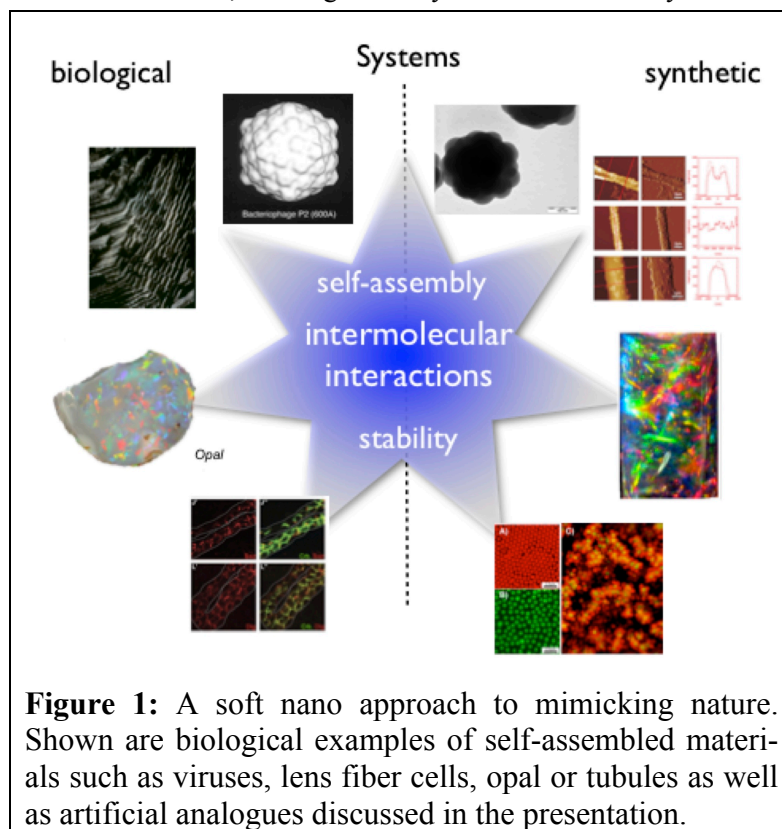 Systems
biological
synthetic
Bacteriophage P2 (600A)
self-assembly
intermolecular
interactions
stability
Opal
A)
C)
B)
Figure 1: A soft nano approach to mimicking nature.
Shown are biological examples of self-assembled materi-
als such as viruses, lens fiber cells, opal or tubules as well
as artificial analogues discussed in the presentation.